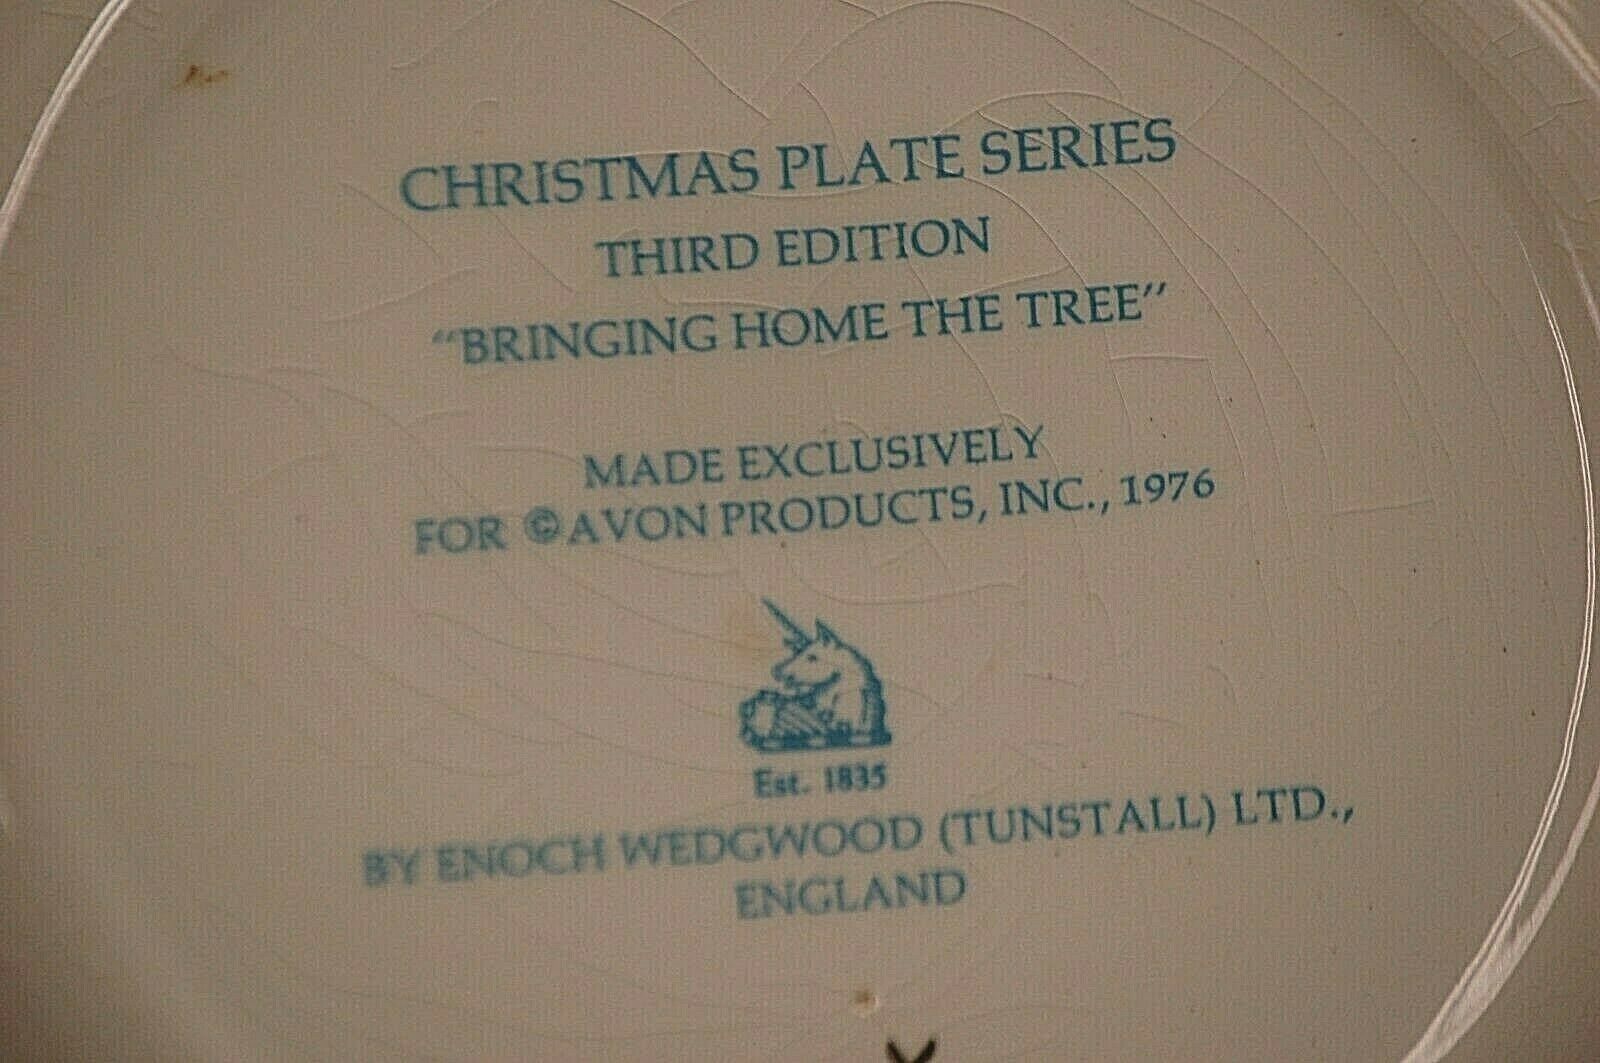 CHRISTMAS PLATE SERIES
THIRD EDITION
"BRINGING HOME THE TREE"
MADE EXCLUSIVELY
FOR ©AVON PRODUCTS, INC., 1976
Est. 1835
BY ENOCH WEDGWOOD (TUNSTALL) LTD.,
ENGLAND